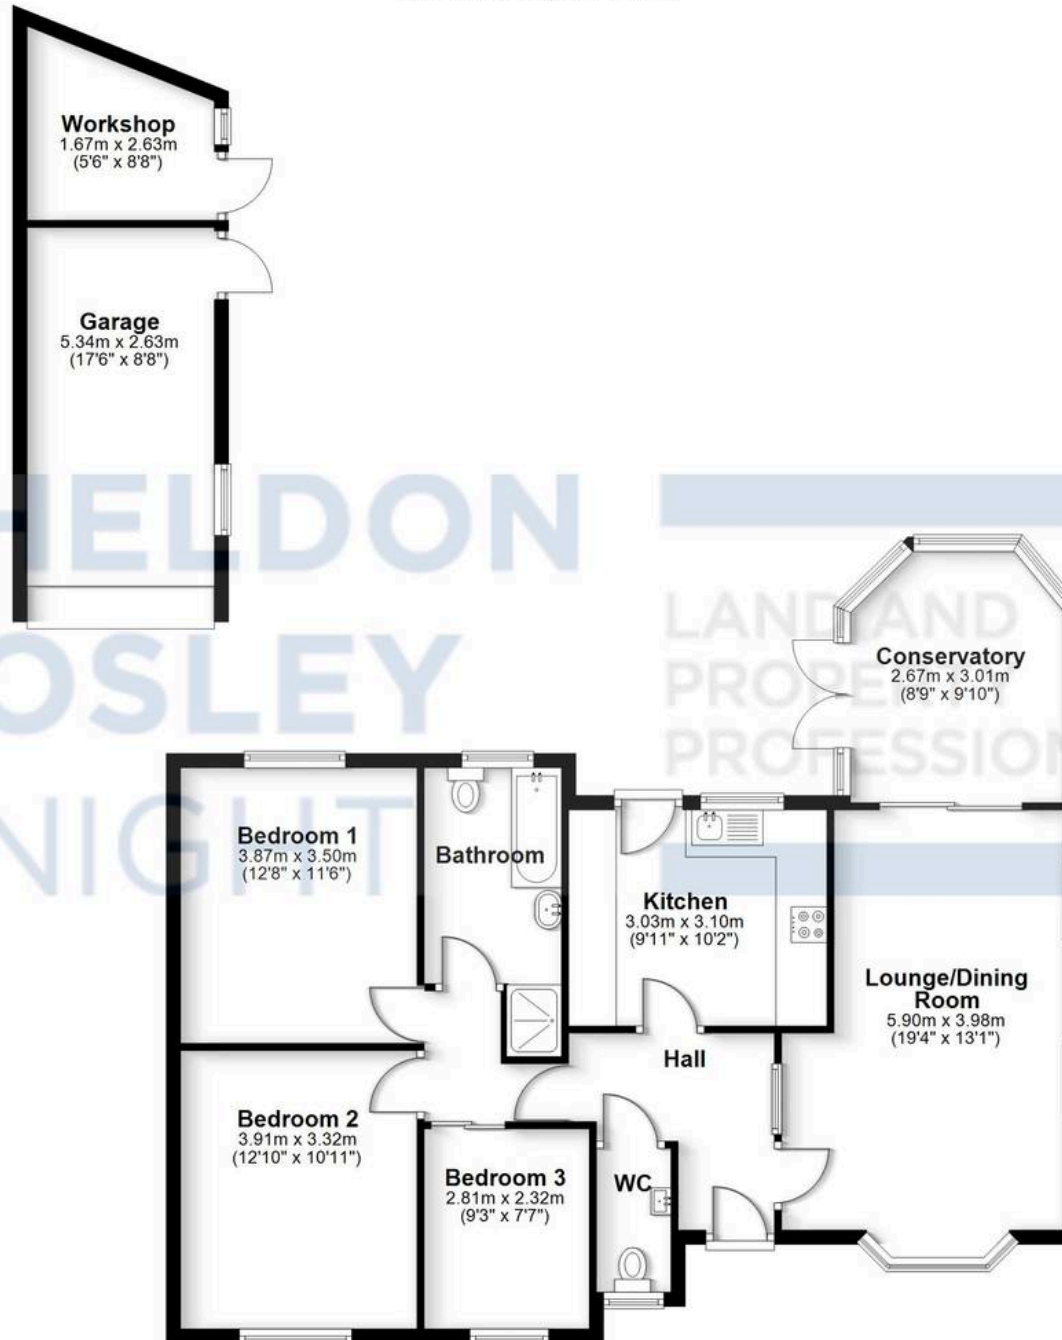 Workshop
1.67m x 2.63m
(5'6" x 8'8")
Garage
5.34m x 2.63m
(17'6" x 8'8")
HELDON
OSLEY
NIGHT
LAND AND
PROPERTY
PROFESSION
Conservatory
2.67m x 3.01m
(8'9" x 9'10")
Bedroom 1
3.87m x 3.50m
(12'8" x 11'6")
Bathroom
Kitchen
3.03m x 3.10m
(9'11" x 10'2")
Lounge/Dining
Room
5.90m x 3.98m
(19'4" x 13'1")
Hall
Bedroom 2
3.91m x 3.32m
(12'10" x 10'11")
Bedroom 3
2.81m x 2.32m
(9'3" x 7'7")
WC